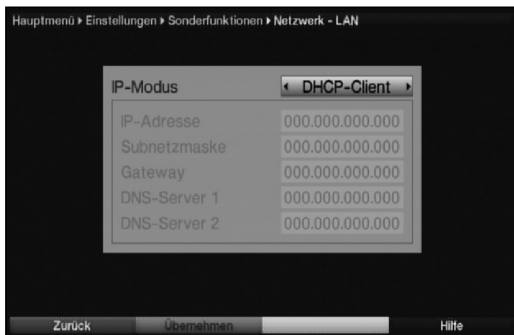 Hauptmenü ▸ Einstellungen ▸ Sonderfunktionen ▸ Netzwerk - LAN
IP-Modus ◂ DHCP-Client ▸
IP-Adresse 000.000.000.000
Subnetzmaske 000.000.000.000
Gateway 000.000.000.000
DNS-Server 1 000.000.000.000
DNS-Server 2 000.000.000.000
Zurück Übernehmen Hilfe